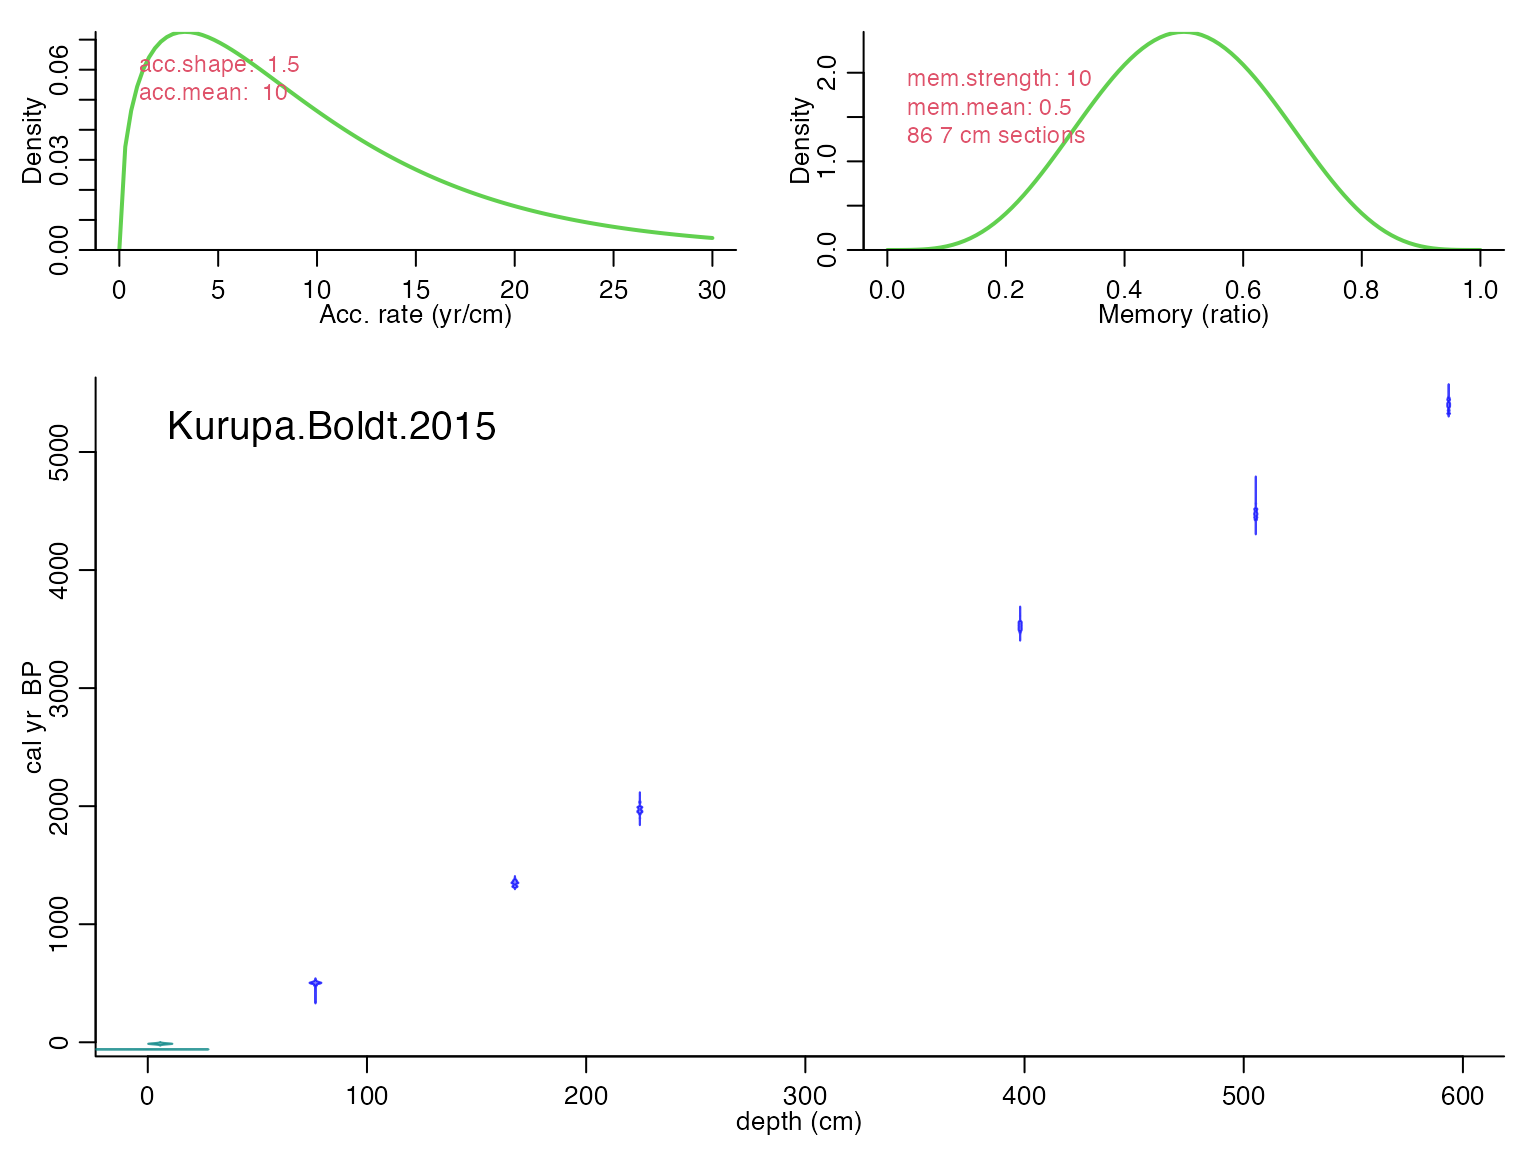 Density
0.00
0.03
0.06
acc.shape:  1.5
acc.mean:  10
0 5 10 15 20 25 30
Acc. rate (yr/cm)
Density
0.0
1.0
2.0
mem.strength: 10
mem.mean: 0.5
86 7 cm sections
0.0 0.2 0.4 0.6 0.8 1.0
Memory (ratio)
Kurupa.Boldt.2015
cal yr  BP
0
1000
2000
3000
4000
5000
0 100 200 300 400 500 600
depth (cm)